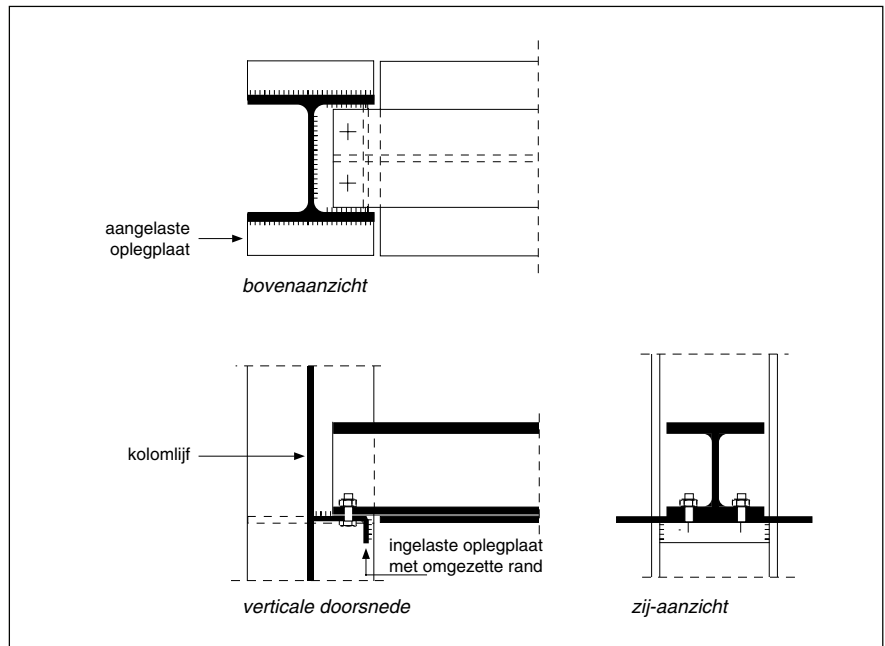 aangelaste
oplegplaat
bovenaanzicht
kolomlijf
ingelaste oplegplaat
met omgezette rand
verticale doorsnede
zij-aanzicht